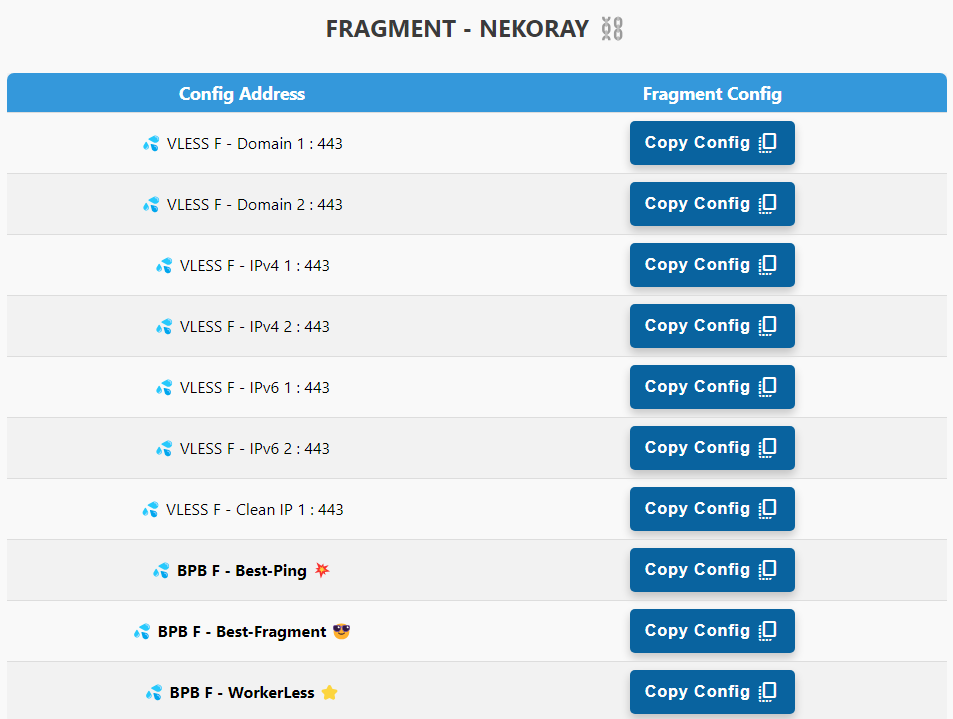 FRAGMENT - NEKORAY ⛓️
Config Address Fragment Config
💦 VLESS F - Domain 1 : 443 Copy Config
💦 VLESS F - Domain 2 : 443 Copy Config
💦 VLESS F - IPv4 1 : 443 Copy Config
💦 VLESS F - IPv4 2 : 443 Copy Config
💦 VLESS F - IPv6 1 : 443 Copy Config
💦 VLESS F - IPv6 2 : 443 Copy Config
💦 VLESS F - Clean IP 1 : 443 Copy Config
💦 BPB F - Best-Ping 💥 Copy Config
💦 BPB F - Best-Fragment 😎 Copy Config
💦 BPB F - WorkerLess ⭐ Copy Config